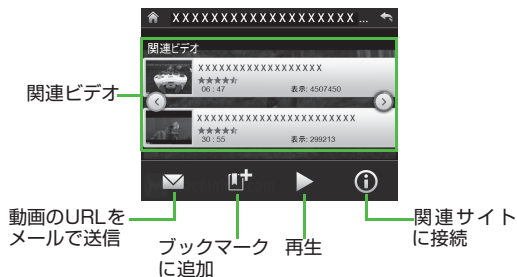 XXXXXXXXXXXXXXXXXXX ...
関連ビデオ
XXXXXXXXXXXXXXXXXX
06 : 47 表示: 4507450
XXXXXXXXXXXXXXXXXXXXXXX
30 : 55 表示: 299213
関連ビデオ
動画のURLを
メールで送信
ブックマーク
に追加
再生
関連サイト
に接続